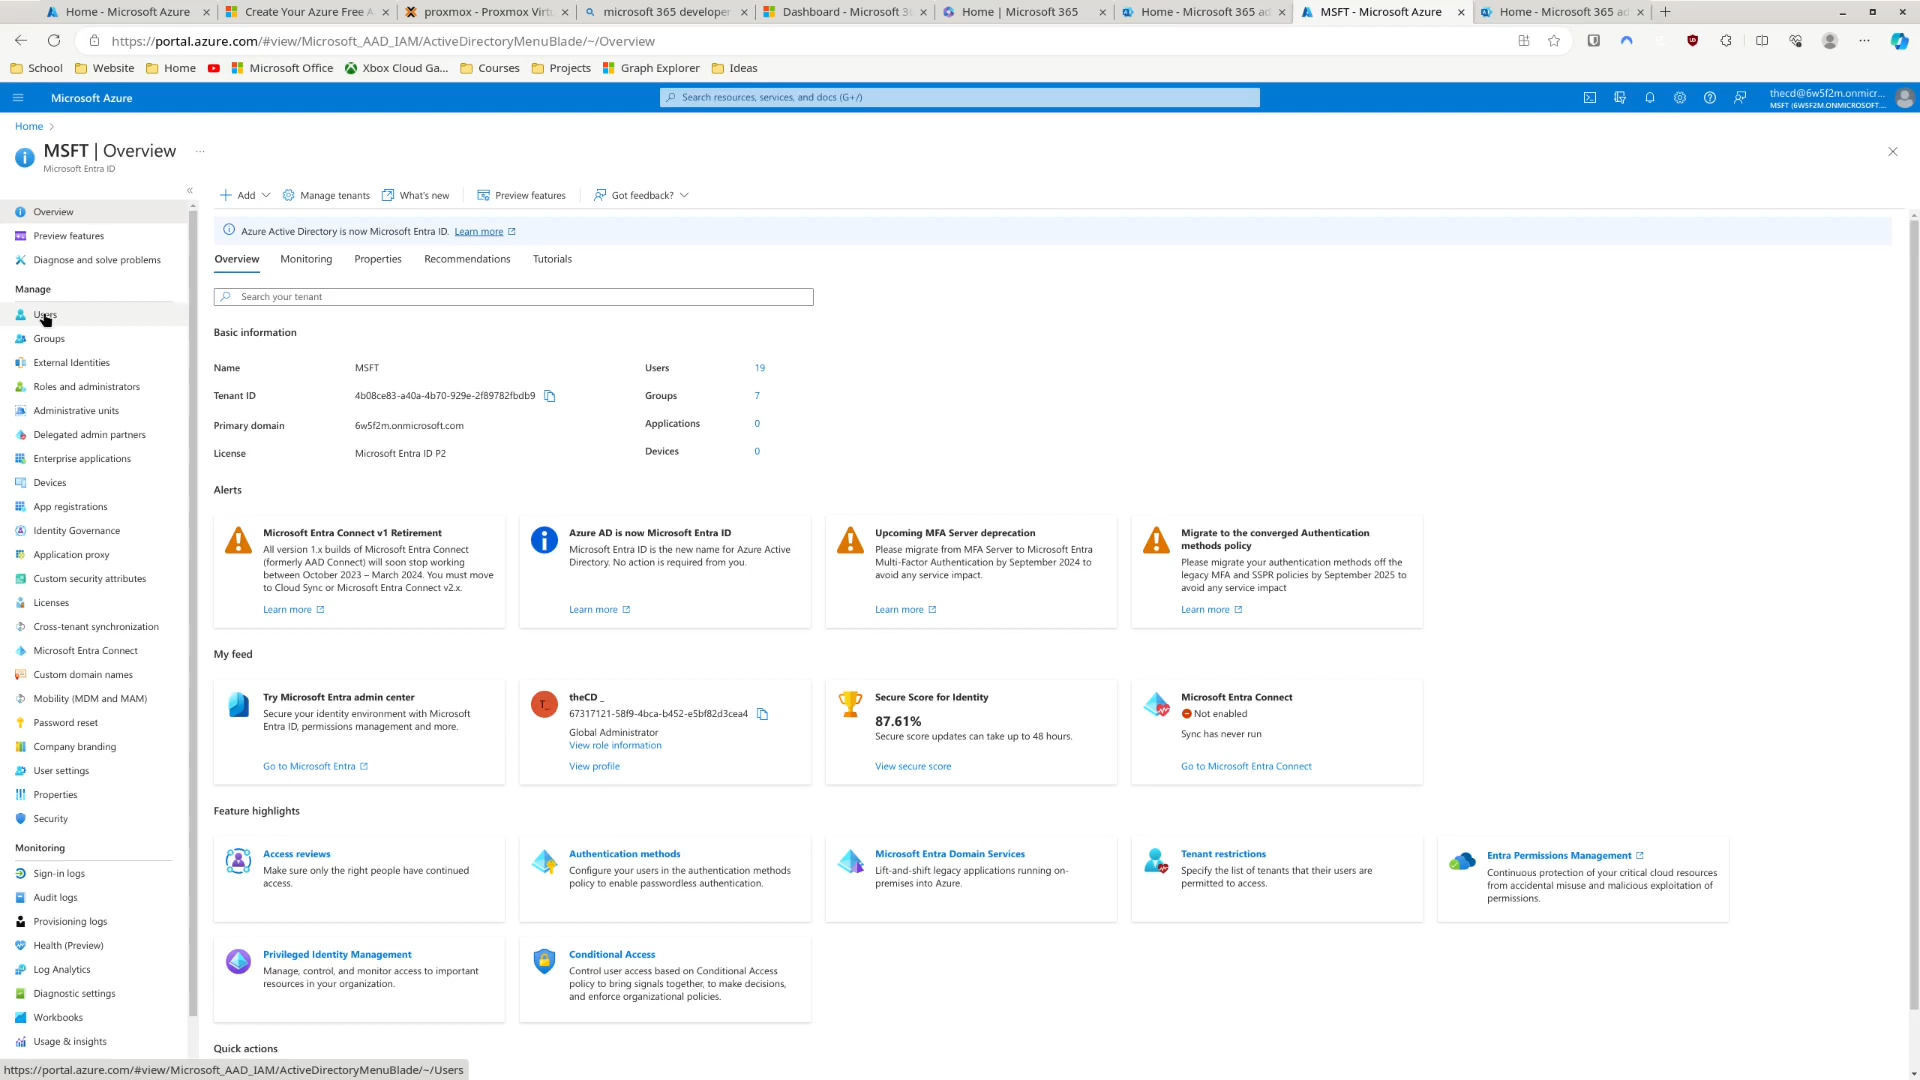 Home - Microsoft Azure
Create Your Azure Free A
proxmox - Proxmox Virtu
microsoft 365 developer
Dashboard - Microsoft 3
Home | Microsoft 365
Home - Microsoft 365 ad
MSFT - Microsoft Azure
Home - Microsoft 365 ad
https://portal.azure.com/#view/Microsoft_AAD_IAM/ActiveDirectoryMenuBlade/~/Overview
School
Website
Home
Microsoft Office
Xbox Cloud Ga...
Courses
Projects
Graph Explorer
Ideas
Microsoft Azure
Search resources, services, and docs (G+/)
thecd@6w5f2m.onmicr...
MSFT (6W5F2M.ONMICROSOFT....
Home
MSFT | Overview
Microsoft Entra ID
Add
Manage tenants
What's new
Preview features
Got feedback?
Overview
Preview features
Diagnose and solve problems
Manage
Users
Groups
External Identities
Roles and administrators
Administrative units
Delegated admin partners
Enterprise applications
Devices
App registrations
Identity Governance
Application proxy
Custom security attributes
Licenses
Cross-tenant synchronization
Microsoft Entra Connect
Custom domain names
Mobility (MDM and MAM)
Password reset
Company branding
User settings
Properties
Security
Monitoring
Sign-in logs
Audit logs
Provisioning logs
Health (Preview)
Log Analytics
Diagnostic settings
Workbooks
Usage & insights
Azure Active Directory is now Microsoft Entra ID. Learn more
Overview
Monitoring
Properties
Recommendations
Tutorials
Search your tenant
Basic information
Name MSFT Users 19
Tenant ID 4b08ce83-a40a-4b70-929e-2f89782fbdb9 Groups 7
Primary domain 6w5f2m.onmicrosoft.com Applications 0
License Microsoft Entra ID P2 Devices 0
Alerts
Microsoft Entra Connect v1 Retirement
All version 1.x builds of Microsoft Entra Connect
(formerly AAD Connect) will soon stop working
between October 2023 – March 2024. You must move
to Cloud Sync or Microsoft Entra Connect v2.x.
Learn more
Azure AD is now Microsoft Entra ID
Microsoft Entra ID is the new name for Azure Active
Directory. No action is required from you.
Learn more
Upcoming MFA Server deprecation
Please migrate from MFA Server to Microsoft Entra
Multi-Factor Authentication by September 2024 to
avoid any service impact.
Learn more
Migrate to the converged Authentication
methods policy
Please migrate your authentication methods off the
legacy MFA and SSPR policies by September 2025 to
avoid any service impact
Learn more
My feed
Try Microsoft Entra admin center
Secure your identity environment with Microsoft
Entra ID, permissions management and more.
Go to Microsoft Entra
T_
theCD _
67317121-58f9-4bca-b452-e5bf82d3cea4
Global Administrator
View role information
View profile
Secure Score for Identity
87.61%
Secure score updates can take up to 48 hours.
View secure score
Microsoft Entra Connect
Not enabled
Sync has never run
Go to Microsoft Entra Connect
Feature highlights
Access reviews
Make sure only the right people have continued
access.
Authentication methods
Configure your users in the authentication methods
policy to enable passwordless authentication.
Microsoft Entra Domain Services
Lift-and-shift legacy applications running on-
premises into Azure.
Tenant restrictions
Specify the list of tenants that their users are
permitted to access.
Entra Permissions Management
Continuous protection of your critical cloud resources
from accidental misuse and malicious exploitation of
permissions.
Privileged Identity Management
Manage, control, and monitor access to important
resources in your organization.
Conditional Access
Control user access based on Conditional Access
policy to bring signals together, to make decisions,
and enforce organizational policies.
Quick actions
https://portal.azure.com/#view/Microsoft_AAD_IAM/ActiveDirectoryMenuBlade/~/Users